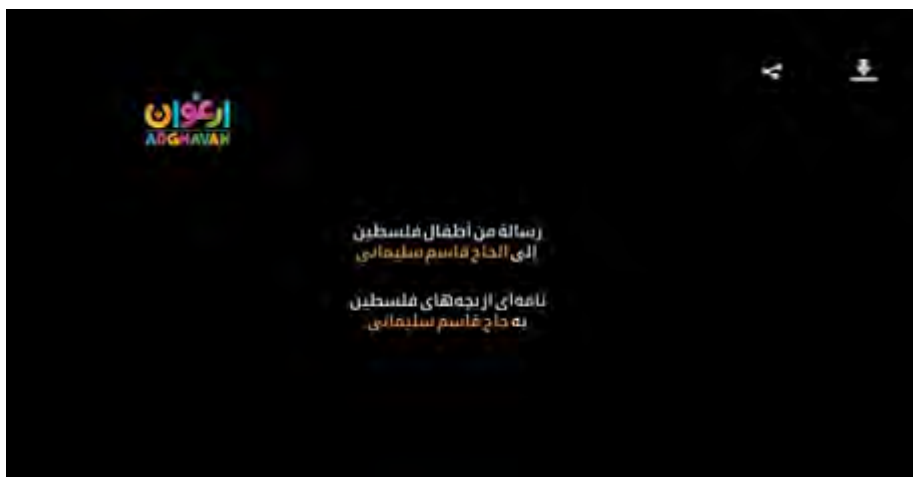 ارغوان
ARGHAVAN
رسالة من أطفال فلسطين
إلى الحاج قاسم سليماني
نامه‌ای از بچه‌های فلسطین
به حاج قاسم سلیمانی